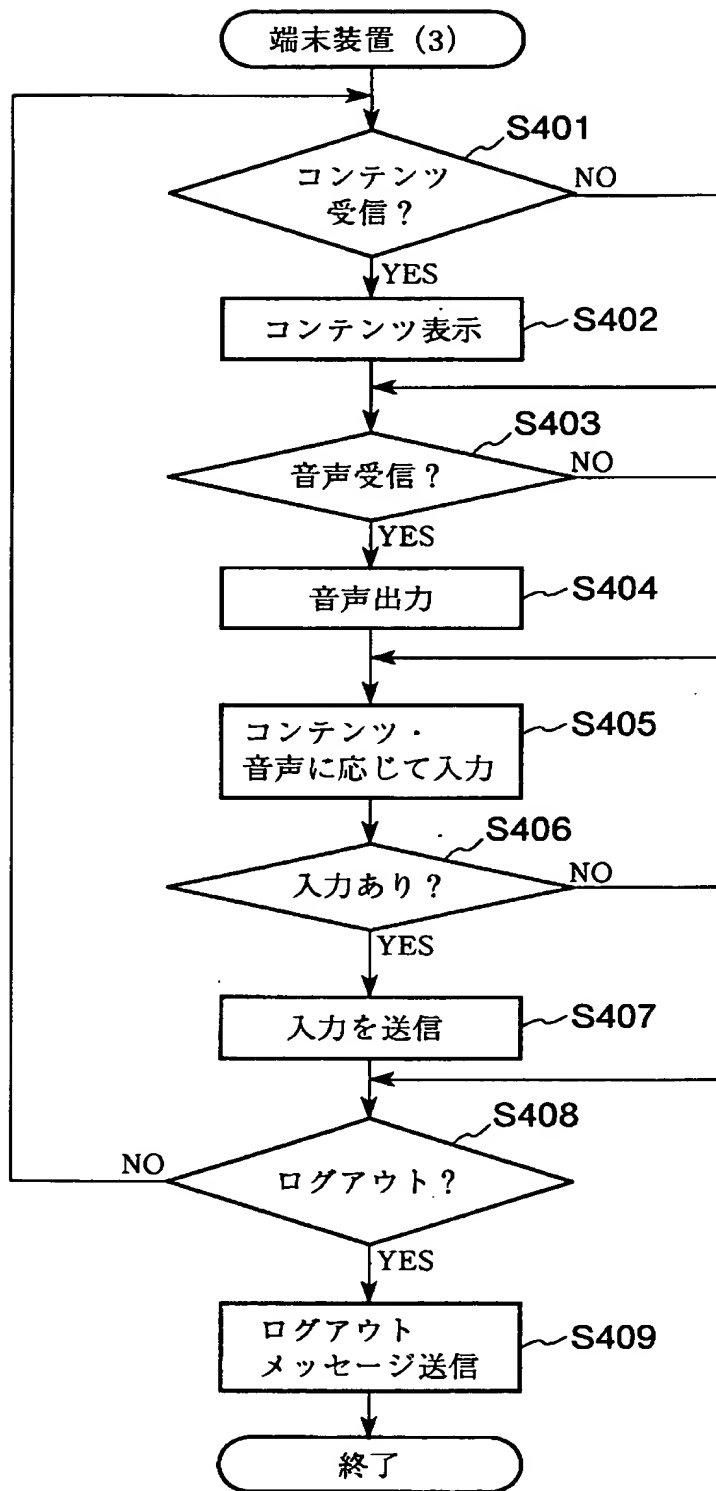 端末装置 (3)
S401
コンテンツ
受信?
NO
YES
コンテンツ表示
S402
S403
音声受信?
NO
YES
音声出力
S404
コンテンツ・
音声に応じて入力
S405
S406
入力あり?
NO
YES
入力を送信
S407
S408
NO
ログアウト?
YES
ログアウト
メッセージ送信
S409
終了